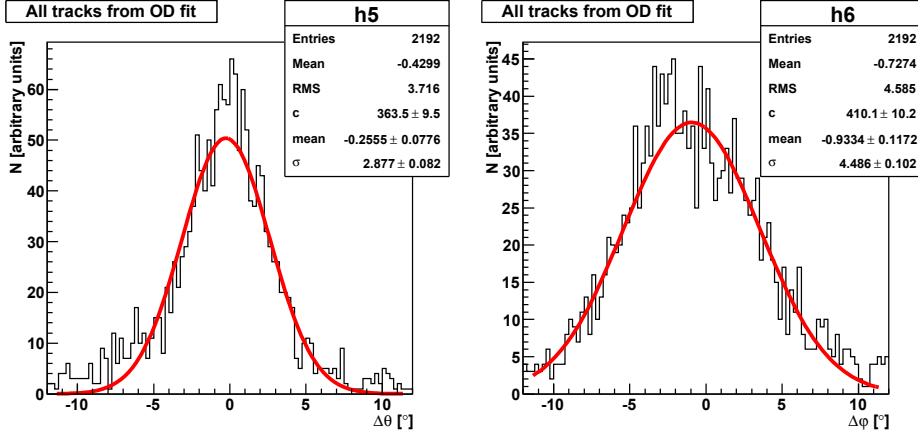 All tracks from OD fit
h5
Entries 2192
Mean -0.4299
RMS 3.716
c 363.5 ± 9.5
mean -0.2555 ± 0.0776
σ 2.877 ± 0.082
N [arbitrary units]
60
50
40
30
20
10
0
-10 -5 0 5 10
Δθ [°]
All tracks from OD fit
h6
Entries 2192
Mean -0.7274
RMS 4.585
c 410.1 ± 10.2
mean -0.9334 ± 0.1172
σ 4.486 ± 0.102
N [arbitrary units]
45
40
35
30
25
20
15
10
5
0
-10 -5 0 5 10
Δφ [°]